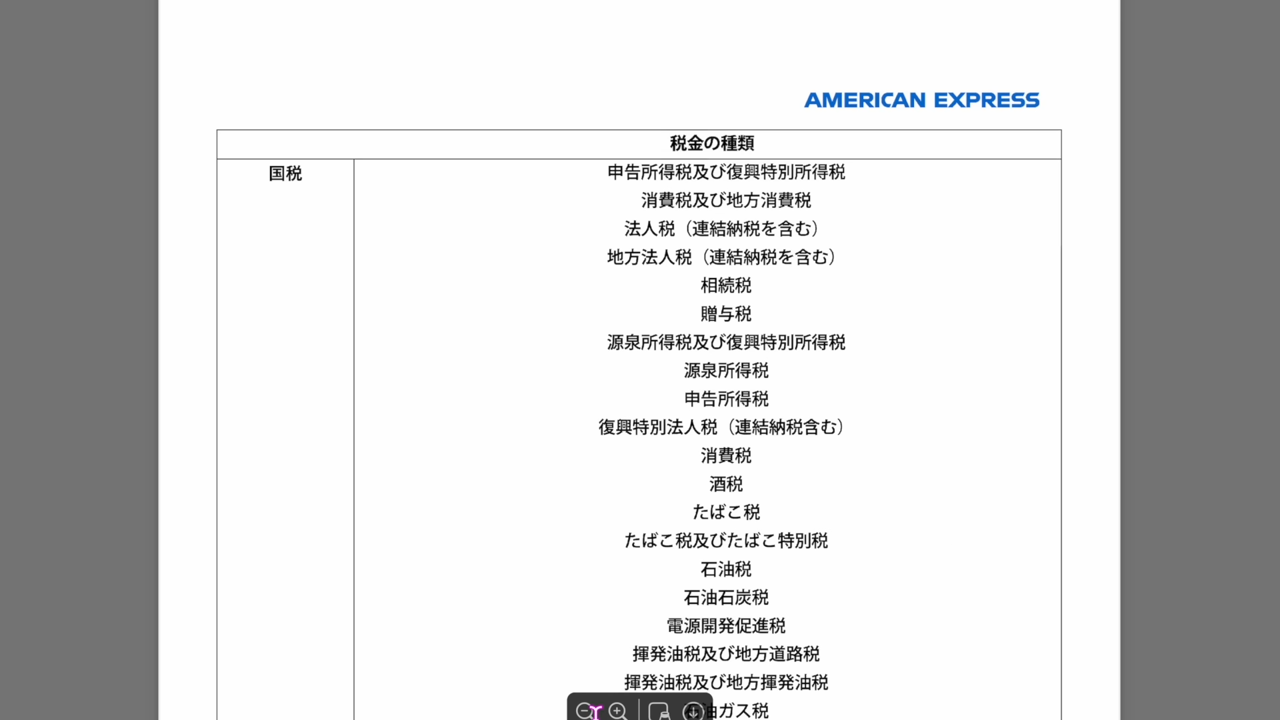 AMERICAN EXPRESS
税金の種類
国税
申告所得税及び復興特別所得税
消費税及び地方消費税
法人税（連結納税を含む）
地方法人税（連結納税を含む）
相続税
贈与税
源泉所得税及び復興特別所得税
源泉所得税
申告所得税
復興特別法人税（連結納税含む）
消費税
酒税
たばこ税
たばこ税及びたばこ特別税
石油税
石油石炭税
電源開発促進税
揮発油税及び地方道路税
揮発油税及び地方揮発油税
油ガス税